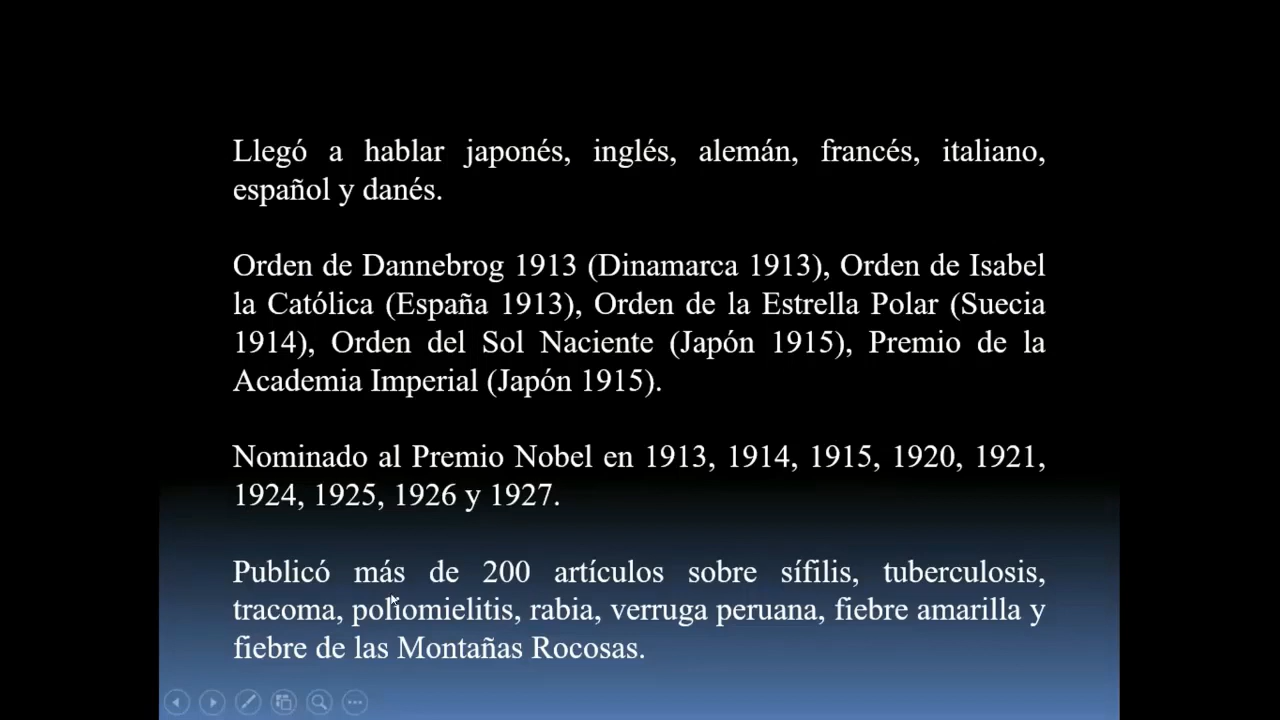 Llegó a hablar japonés, inglés, alemán, francés, italiano,
español y danés.
Orden de Dannebrog 1913 (Dinamarca 1913), Orden de Isabel
la Católica (España 1913), Orden de la Estrella Polar (Suecia
1914), Orden del Sol Naciente (Japón 1915), Premio de la
Academia Imperial (Japón 1915).
Nominado al Premio Nobel en 1913, 1914, 1915, 1920, 1921,
1924, 1925, 1926 y 1927.
Publicó más de 200 artículos sobre sífilis, tuberculosis,
tracoma, poliomielitis, rabia, verruga peruana, fiebre amarilla y
fiebre de las Montañas Rocosas.